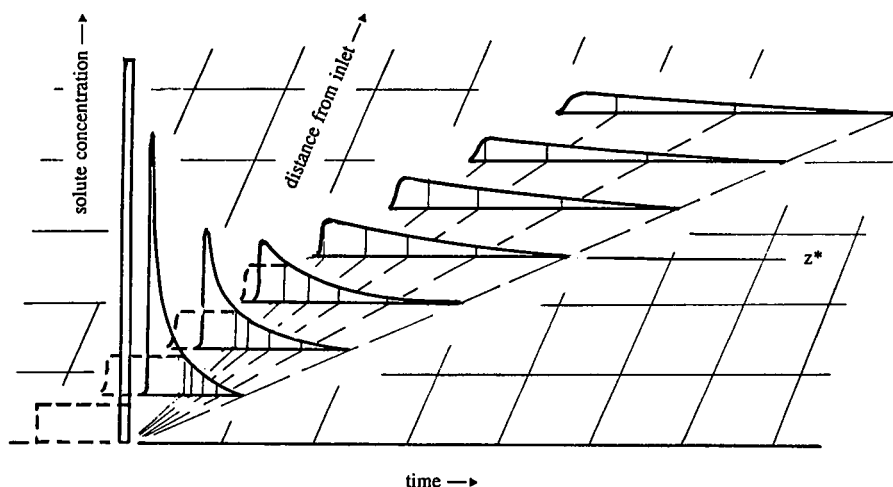 solute concentration
distance from inlet
z*
time